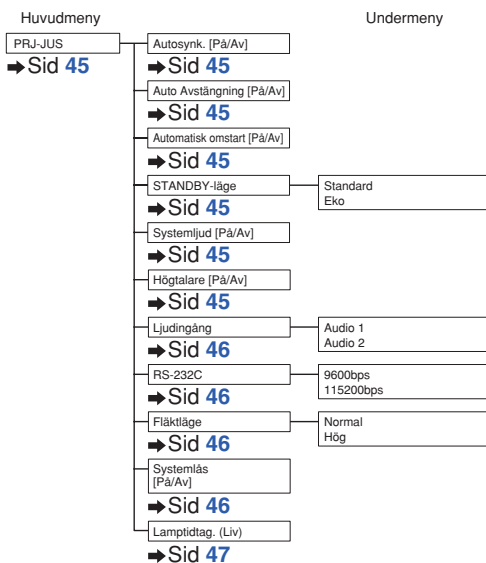 Huvudmeny
Undermeny
PRJ-JUS
➡Sid 45
Autosynk. [På/Av]
➡Sid 45
Auto Avstängning [På/Av]
➡Sid 45
Automatisk omstart [På/Av]
➡Sid 45
STANDBY-läge
➡Sid 45
Standard
Eko
Systemljud [På/Av]
➡Sid 45
Högtalare [På/Av]
➡Sid 45
Ljudingång
➡Sid 46
Audio 1
Audio 2
RS-232C
➡Sid 46
9600bps
115200bps
Fläktläge
➡Sid 46
Normal
Hög
Systemlås
[På/Av]
➡Sid 46
Lamptidtag. (Liv)
➡Sid 47